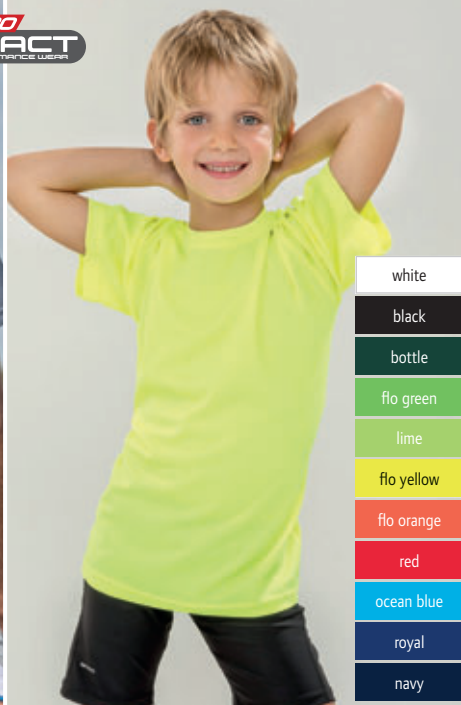 ACT
white
black
bottle
flo green
lime
flo yellow
flo orange
red
ocean blue
royal
navy